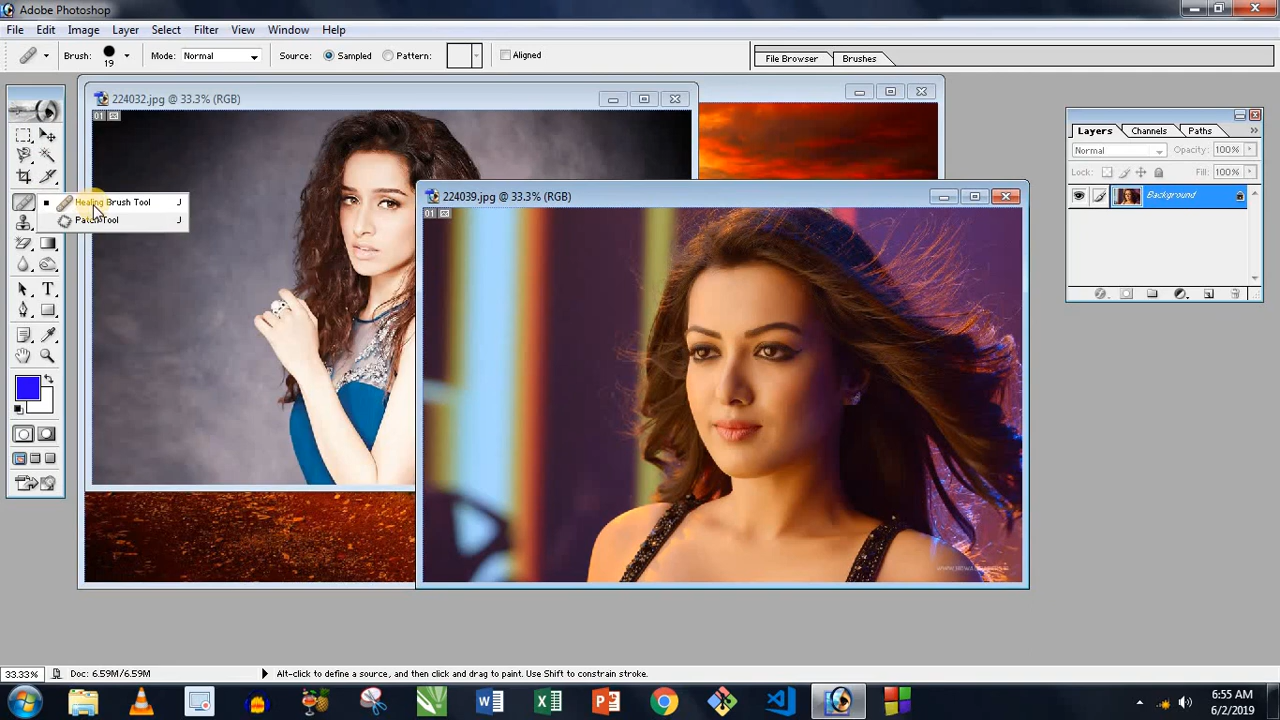 Adobe Photoshop
File Edit Image Layer Select Filter View Window Help
Brush: 19 Mode: Normal Source: Sampled Pattern: Aligned
File Browser Brushes
224032.jpg @ 33.3% (RGB)
01
Layers Channels Paths
Normal Opacity: 100%
Lock: Fill: 100%
Background
Healing Brush Tool J
Patch Tool J
224039.jpg @ 33.3% (RGB)
01
T
33.33% Doc: 6.59M/6.59M Alt-click to define a source, and then click and drag to paint. Use Shift to constrain stroke.
6:55 AM
6/2/2019